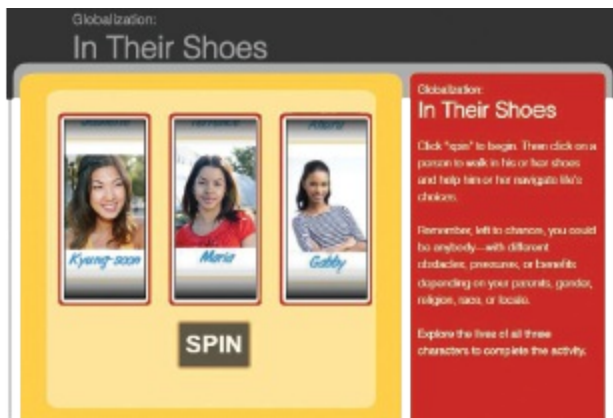 Globalization:
In Their Shoes
Globalization:
In Their Shoes
Click "spin" to begin. Then click on a
person to walk in his or her shoes
and help him or her navigate life's
choices.
Remember, left to chance, you could
be anybody—with different
obstacles, pressures, or benefits
depending on your parents, gender,
religion, race, or locale.
Explore the lives of all three
characters to complete the activity.
Kyung-soon
Maria
Gabby
SPIN